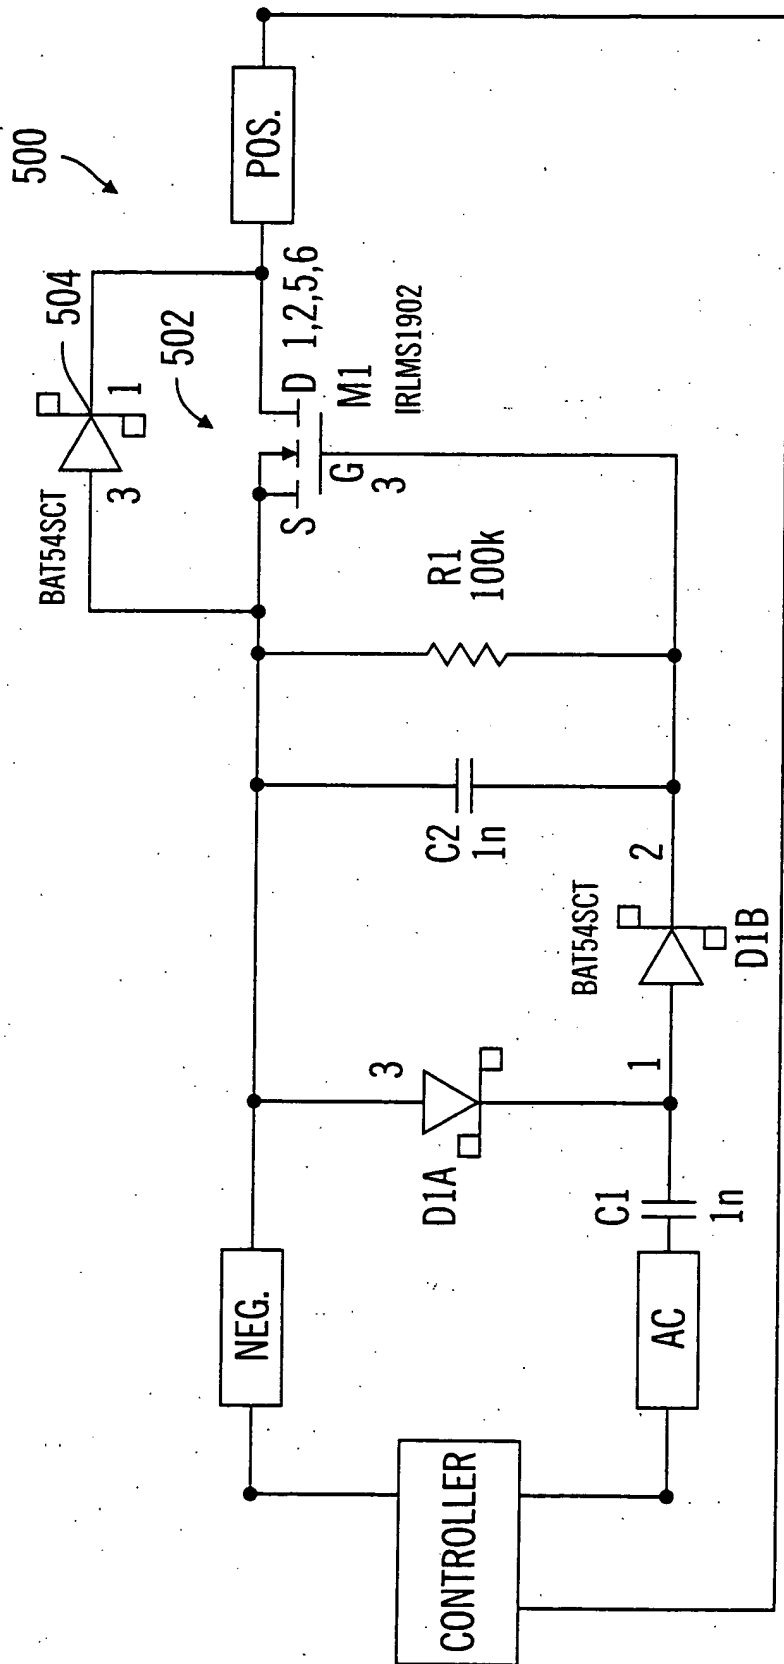 500
504
502
BAT54SCT
3
1
POS.
S
D 1,2,5,6
G
3
M1
IRLMS1902
R1
100k
C2
1n
NEG.
D1A
3
BAT54SCT
1
2
D1B
C1
1n
AC
CONTROLLER